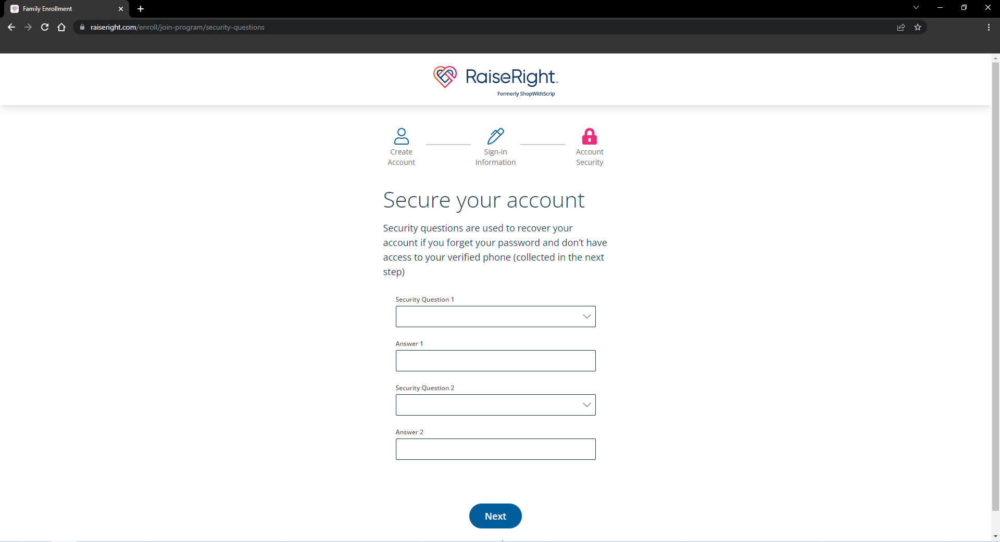 Family Enrollment
raiseright.com/enroll/join-program/security-questions
RaiseRight™
Formerly ShopWithScrip
Create
Account
Sign-in
Information
Account
Security
Secure your account
Security questions are used to recover your
account if you forget your password and don’t have
access to your verified phone (collected in the next
step)
Security Question 1
Answer 1
Security Question 2
Answer 2
Next